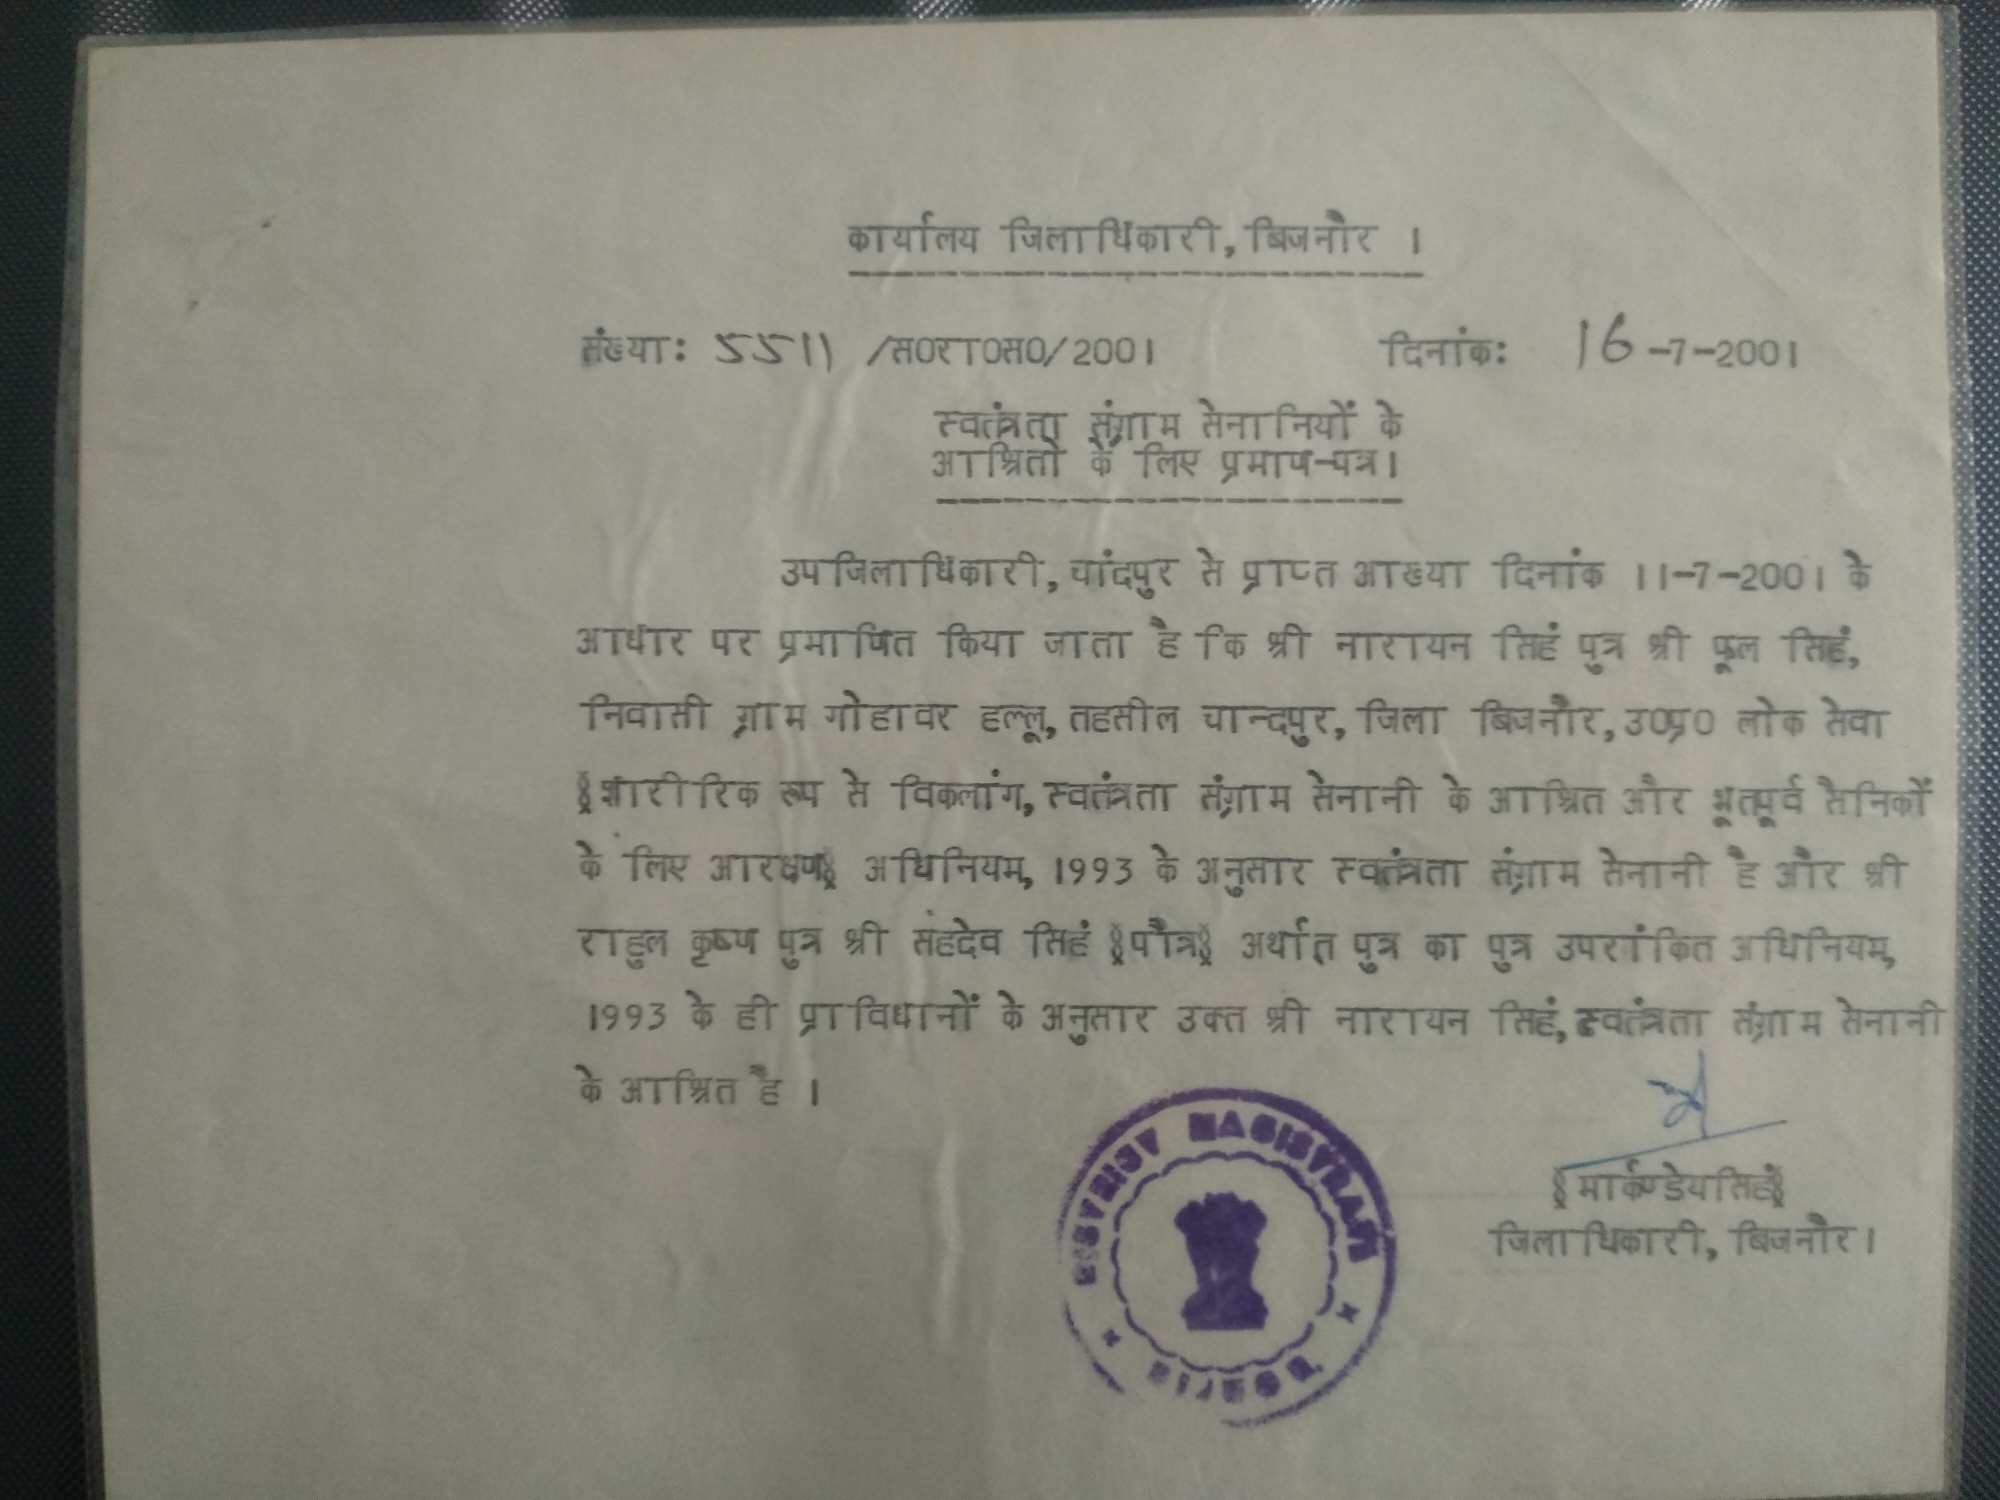 कार्यालय जिलाधिकारी, बिजनौर ।
संख्या: 5511 /स0रा0स0/2001 दिनांक: 16-7-2001
स्वतंत्रता संग्राम सेनानियों के
आश्रितों के लिए प्रमाण-पत्र।
उपजिलाधिकारी, चांदपुर से प्राप्त आख्या दिनांक 11-7-2001 के
आधार पर प्रमाणित किया जाता है कि श्री नारायन सिहं पुत्र श्री फूल सिहं,
निवासी ग्राम गोहावर हल्लू, तहसील चान्दपुर, जिला बिजनौर, उ0प्र0 लोक सेवा
(शारीरिक रूप से विकलांग, स्वतंत्रता संग्राम सेनानी के आश्रित और भूतपूर्व सैनिकों
के लिए आरक्षण) अधिनियम, 1993 के अनुसार स्वतंत्रता संग्राम सेनानी है और श्री
राहुल कृष्ण पुत्र श्री सहदेव सिहं (पौत्र) अर्थात पुत्र का पुत्र उपरांकित अधिनियम,
1993 के ही प्राविधानों के अनुसार उक्त श्री नारायन सिहं, स्वतंत्रता संग्राम सेनानी
के आश्रित है ।
(मार्कण्डेयसिहं)
जिलाधिकारी, बिजनौर।
DISTRICT MAGISTRATE
BIJNOR